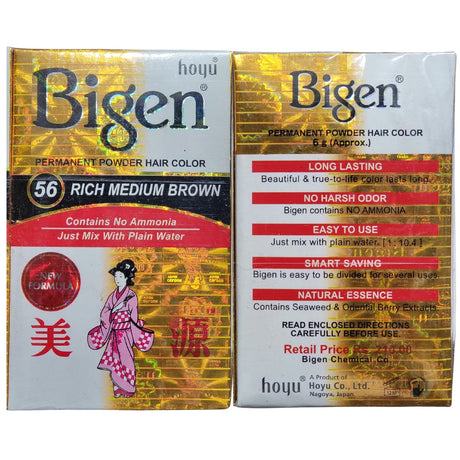 hoyu
Bigen®
PERMANENT POWDER HAIR COLOR
56 RICH MEDIUM BROWN
Contains No Ammonia
Just Mix With Plain Water
NEW
FORMULA
美 源
Bigen®
PERMANENT POWDER HAIR COLOR
6 g (Approx.)
LONG LASTING
Beautiful & true-to-life color lasts long.
NO HARSH ODOR
Bigen contains NO AMMONIA
EASY TO USE
Just mix with plain water. [ 1 : 10.4 ]
SMART SAVING
Bigen is easy to be divided for several uses.
NATURAL ESSENCE
Contains Seaweed & Oriental Berry Extracts.
READ ENCLOSED DIRECTIONS
CAREFULLY BEFORE USE.
Retail Price
Bigen Chemical Co
hoyu
A Product of
Hoyu Co., Ltd.
Nagoya, Japan